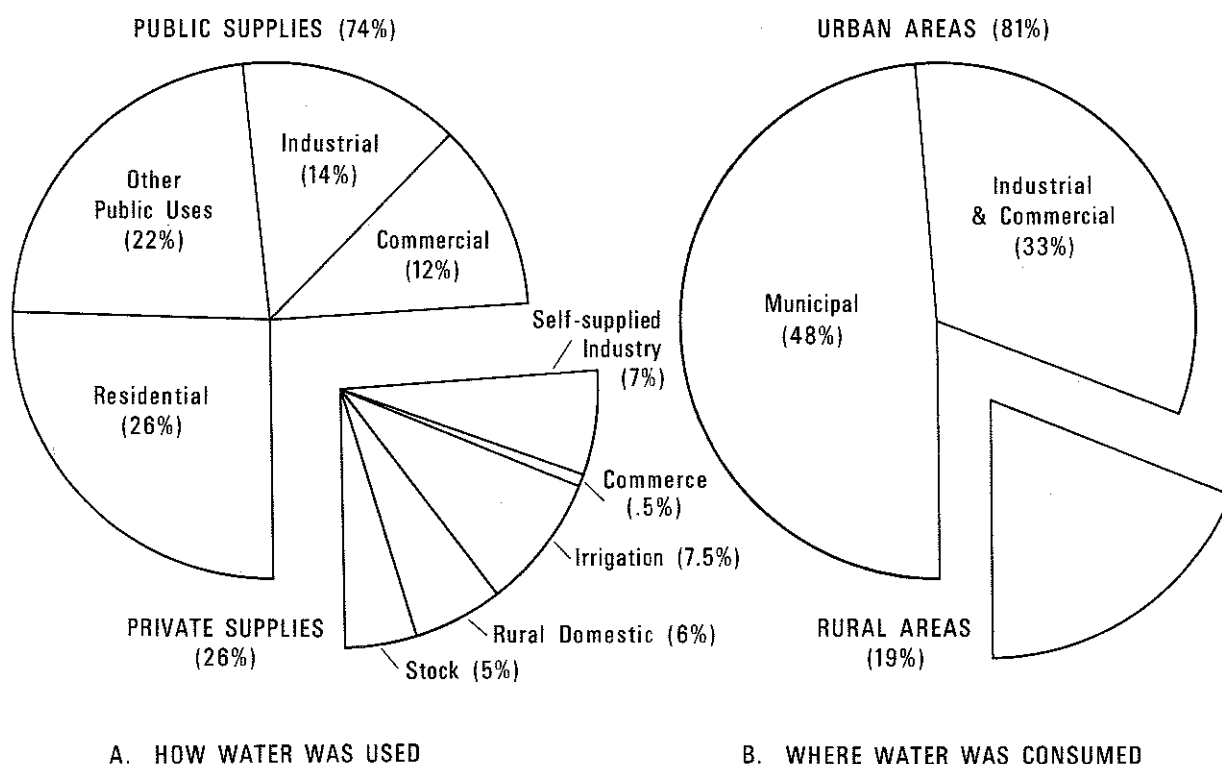 PUBLIC SUPPLIES (74%)
Industrial
(14%)
Other
Public Uses
(22%)
Commercial
(12%)
Residential
(26%)
Self-supplied
Industry
(7%)
Commerce
(.5%)
Irrigation (7.5%)
Rural Domestic (6%)
Stock (5%)
PRIVATE SUPPLIES
(26%)
A. HOW WATER WAS USED
URBAN AREAS (81%)
Industrial
& Commercial
(33%)
Municipal
(48%)
RURAL AREAS
(19%)
B. WHERE WATER WAS CONSUMED